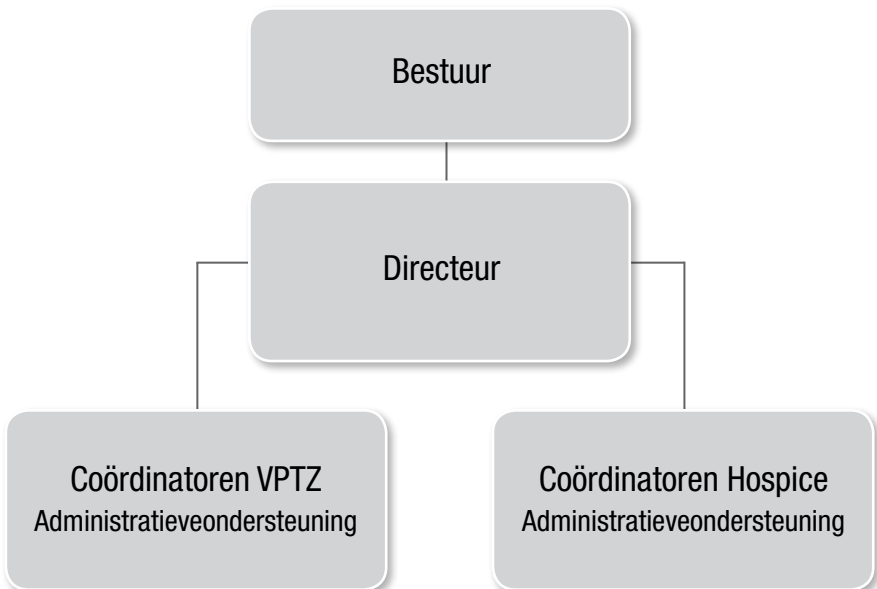 Bestuur
Directeur
Coördinatoren VPTZ
Administratieveondersteuning
Coördinatoren Hospice
Administratieveondersteuning